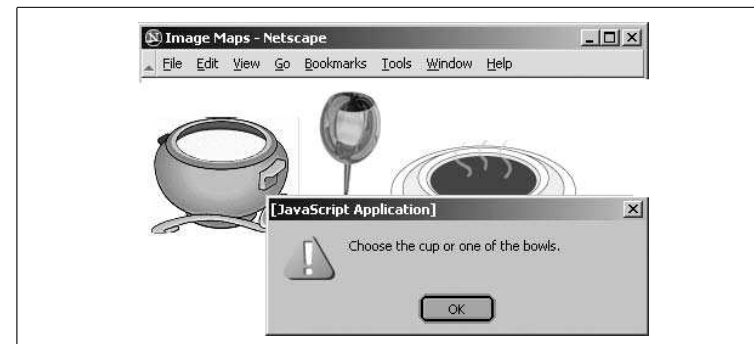 Image Maps - Netscape
File Edit View Go Bookmarks Tools Window Help
[JavaScript Application]
Choose the cup or one of the bowls.
OK